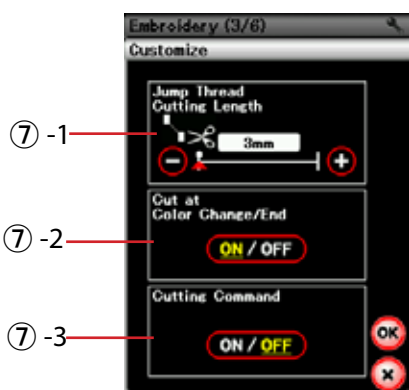 Embroidery (3/6)
Customize
Jump Thread
Cutting Length
⑦ -1
3mm
Cut at
Color Change/End
⑦ -2
ON / OFF
Cutting Command
⑦ -3
ON / OFF
OK